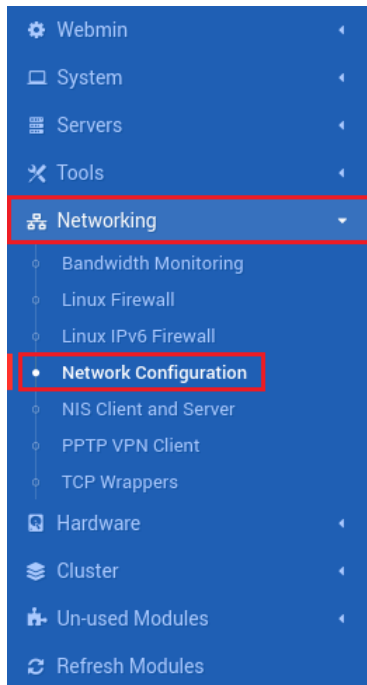 Webmin
System
Servers
Tools
Networking
Bandwidth Monitoring
Linux Firewall
Linux IPv6 Firewall
Network Configuration
NIS Client and Server
PPTP VPN Client
TCP Wrappers
Hardware
Cluster
Un-used Modules
Refresh Modules